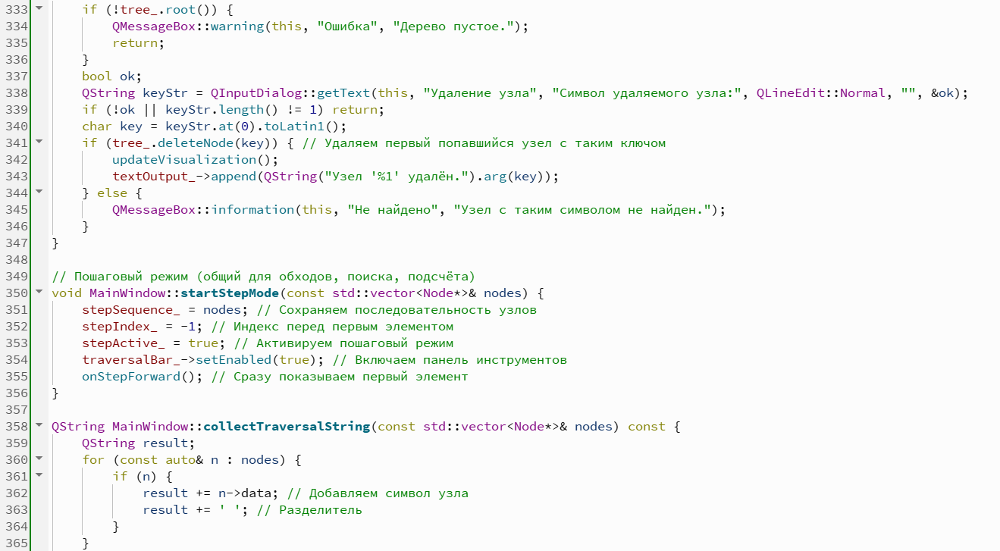 333 if (!tree_.root()) {
334 QMessageBox::warning(this, "Ошибка", "Дерево пустое.");
335 return;
336 }
337 bool ok;
338 QString keyStr = QInputDialog::getText(this, "Удаление узла", "Символ удаляемого узла:", QLineEdit::Normal, "", &ok);
339 if (!ok || keyStr.length() != 1) return;
340 char key = keyStr.at(0).toLatin1();
341 if (tree_.deleteNode(key)) { // Удаляем первый попавшийся узел с таким ключом
342 updateVisualization();
343 textOutput_->append(QString("Узел '%1' удалён.").arg(key));
344 } else {
345 QMessageBox::information(this, "Не найдено", "Узел с таким символом не найден.");
346 }
347 }
348
349 // Пошаговый режим (общий для обходов, поиска, подсчёта)
350 void MainWindow::startStepMode(const std::vector<Node*>& nodes) {
351 stepSequence_ = nodes; // Сохраняем последовательность узлов
352 stepIndex_ = -1; // Индекс перед первым элементом
353 stepActive_ = true; // Активируем пошаговый режим
354 traversalBar_->setEnabled(true); // Включаем панель инструментов
355 onStepForward(); // Сразу показываем первый элемент
356 }
357
358 QString MainWindow::collectTraversalString(const std::vector<Node*>& nodes) const {
359 QString result;
360 for (const auto& n : nodes) {
361 if (n) {
362 result += n->data; // Добавляем символ узла
363 result += ' '; // Разделитель
364 }
365 }